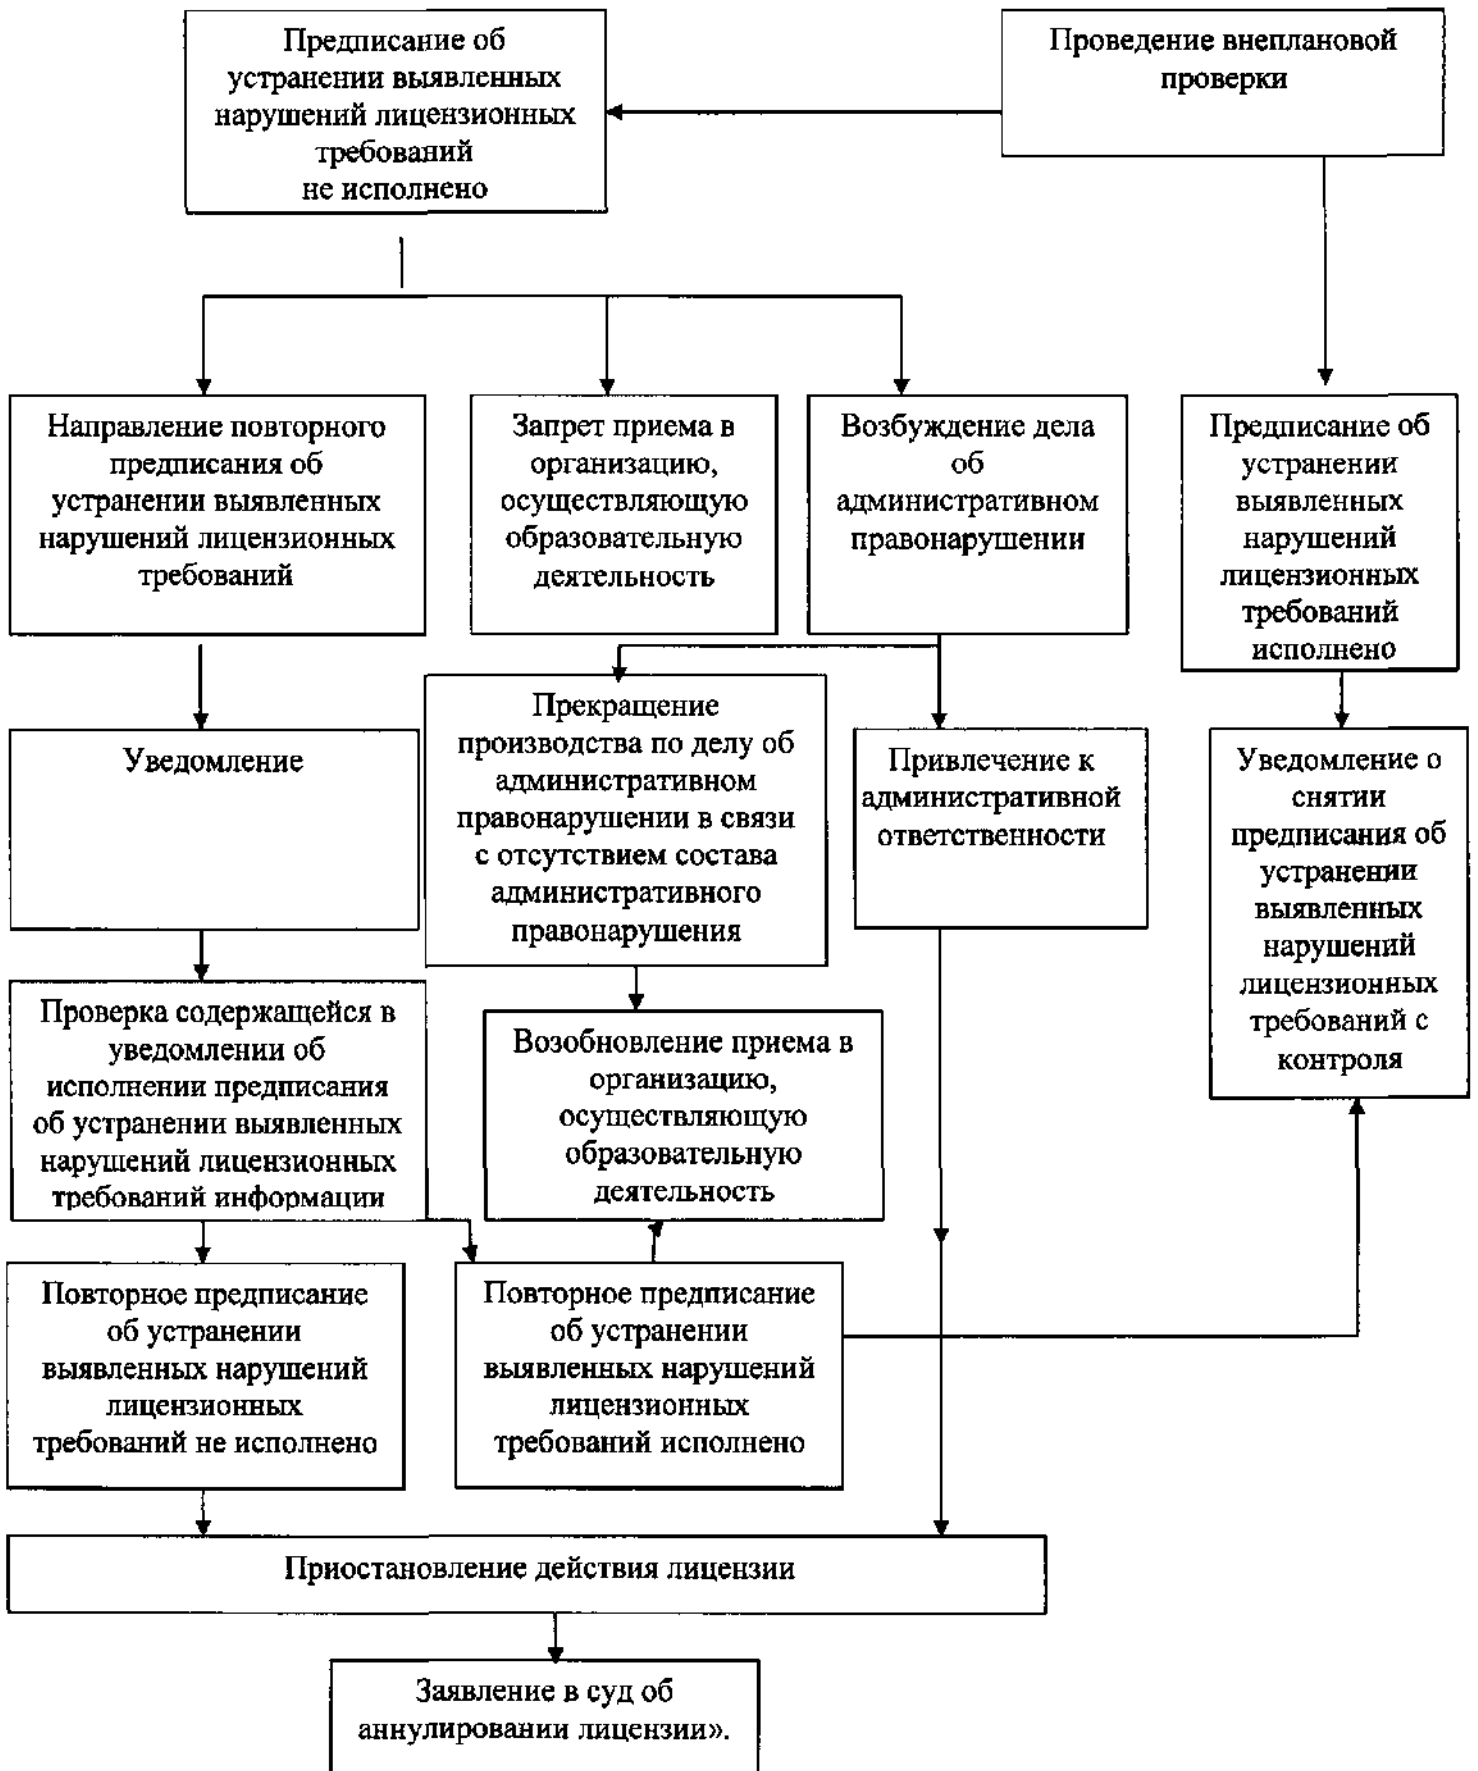 Предписание об
устранении выявленных
нарушений лицензионных
требований
не исполнено
Проведение внеплановой
проверки
Направление повторного
предписания об
устранении выявленных
нарушений лицензионных
требований
Запрет приема в
организацию,
осуществляющую
образовательную
деятельность
Возбуждение дела
об
административном
правонарушении
Предписание об
устранении
выявленных
нарушений
лицензионных
требований
исполнено
Уведомление
Прекращение
производства по делу об
административном
правонарушении в связи
с отсутствием состава
административного
правонарушения
Привлечение к
административной
ответственности
Уведомление о
снятии
предписания об
устранении
выявленных
нарушений
лицензионных
требований с
контроля
Проверка содержащейся в
уведомлении об
исполнении предписания
об устранении выявленных
нарушений лицензионных
требований информации
Возобновление приема в
организацию,
осуществляющую
образовательную
деятельность
Повторное предписание
об устранении
выявленных нарушений
лицензионных
требований не исполнено
Повторное предписание
об устранении
выявленных нарушений
лицензионных
требований исполнено
Приостановление действия лицензии
Заявление в суд об
аннулировании лицензии».